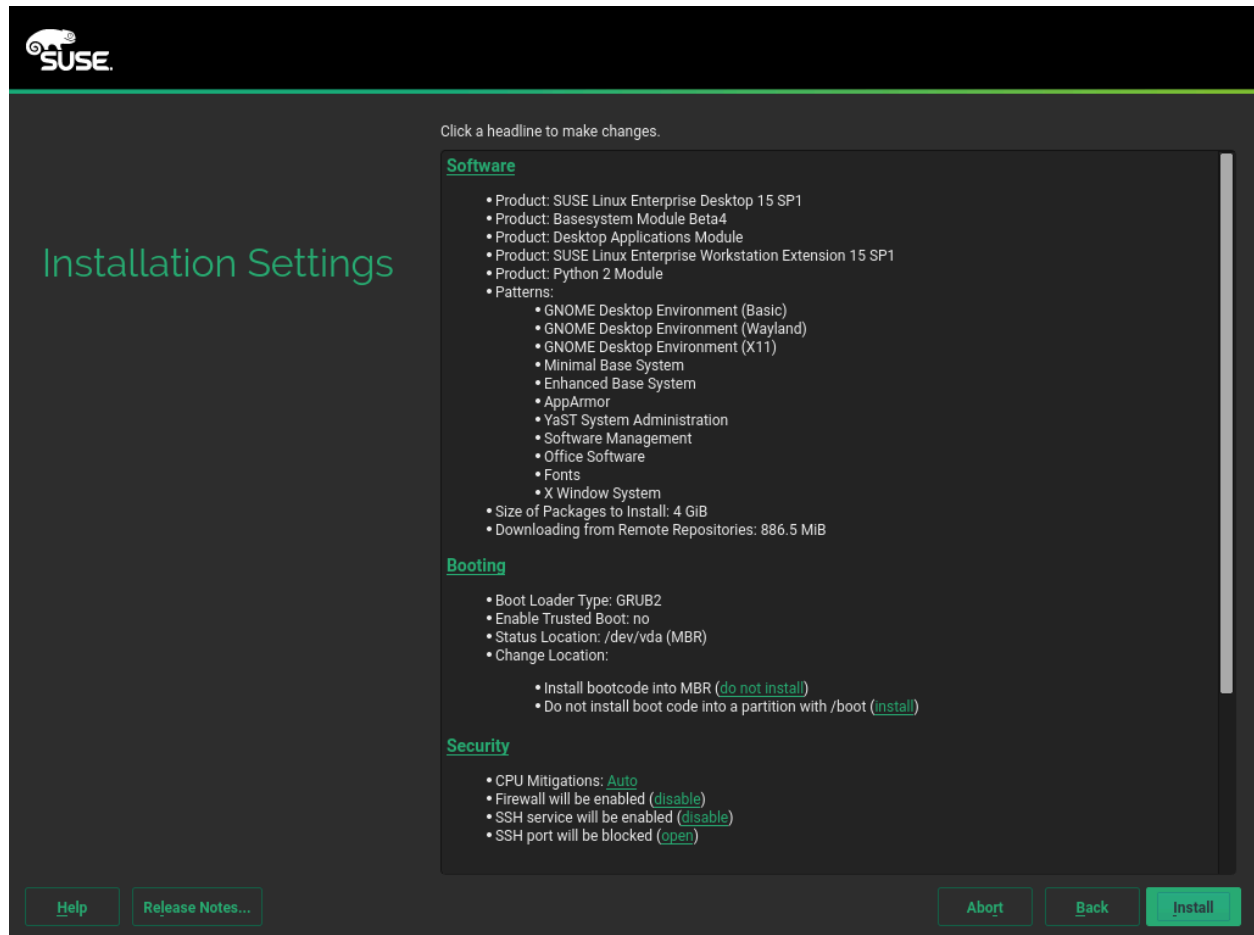 SUSE.
Click a headline to make changes.
Installation Settings
Software
• Product: SUSE Linux Enterprise Desktop 15 SP1
• Product: Basesystem Module Beta4
• Product: Desktop Applications Module
• Product: SUSE Linux Enterprise Workstation Extension 15 SP1
• Product: Python 2 Module
• Patterns:
• GNOME Desktop Environment (Basic)
• GNOME Desktop Environment (Wayland)
• GNOME Desktop Environment (X11)
• Minimal Base System
• Enhanced Base System
• AppArmor
• YaST System Administration
• Software Management
• Office Software
• Fonts
• X Window System
• Size of Packages to Install: 4 GiB
• Downloading from Remote Repositories: 886.5 MiB
Booting
• Boot Loader Type: GRUB2
• Enable Trusted Boot: no
• Status Location: /dev/vda (MBR)
• Change Location:
• Install bootcode into MBR (do not install)
• Do not install boot code into a partition with /boot (install)
Security
• CPU Mitigations: Auto
• Firewall will be enabled (disable)
• SSH service will be enabled (disable)
• SSH port will be blocked (open)
Help Release Notes... Abort Back Install